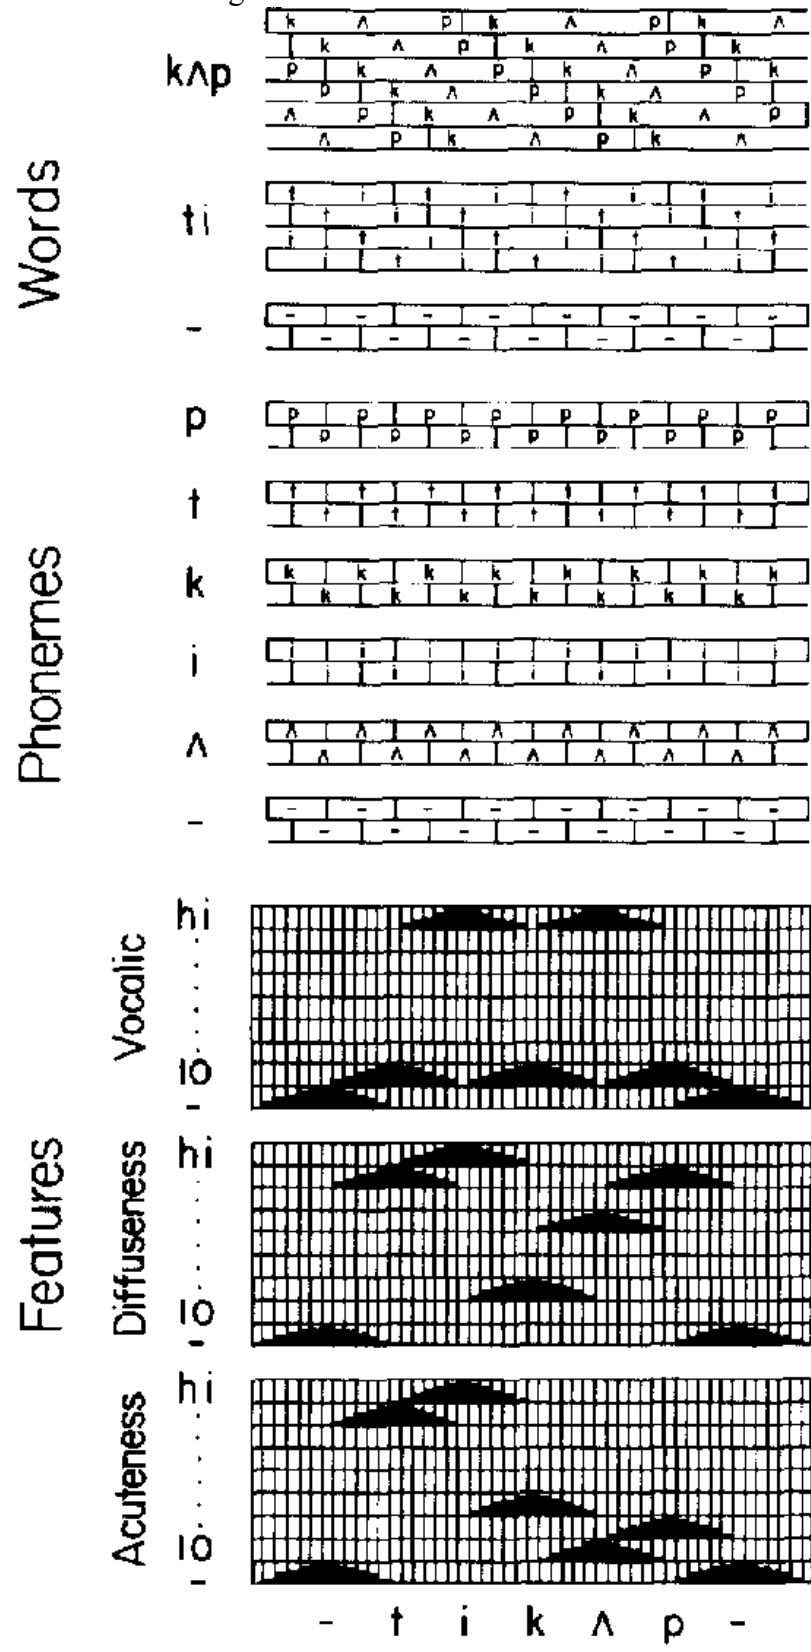 Words
kʌp
k ʌ p k ʌ p k ʌ
k ʌ p k ʌ p k
p k ʌ p k ʌ p k
p k ʌ p k ʌ p
ʌ p k ʌ p k ʌ p
ʌ p k ʌ p k ʌ
ti
t i t i t i t i
t i t i t i t
i t i t i t i t
t i t i t i
-
- - - - - - - -
- - - - - - -
Phonemes
p
p p p p p p p p
p p p p p p p
t
t t t t t t t t
t t t t t t t
k
k k k k k k k k
k k k k k k k
i
i i i i i i i i
i i i i i i i
ʌ
ʌ ʌ ʌ ʌ ʌ ʌ ʌ ʌ
ʌ ʌ ʌ ʌ ʌ ʌ ʌ
-
- - - - - - - -
- - - - - - -
Features
Vocalic
hi
lo
-
Diffuseness
hi
lo
-
Acuteness
hi
lo
-
- t i k ʌ p -